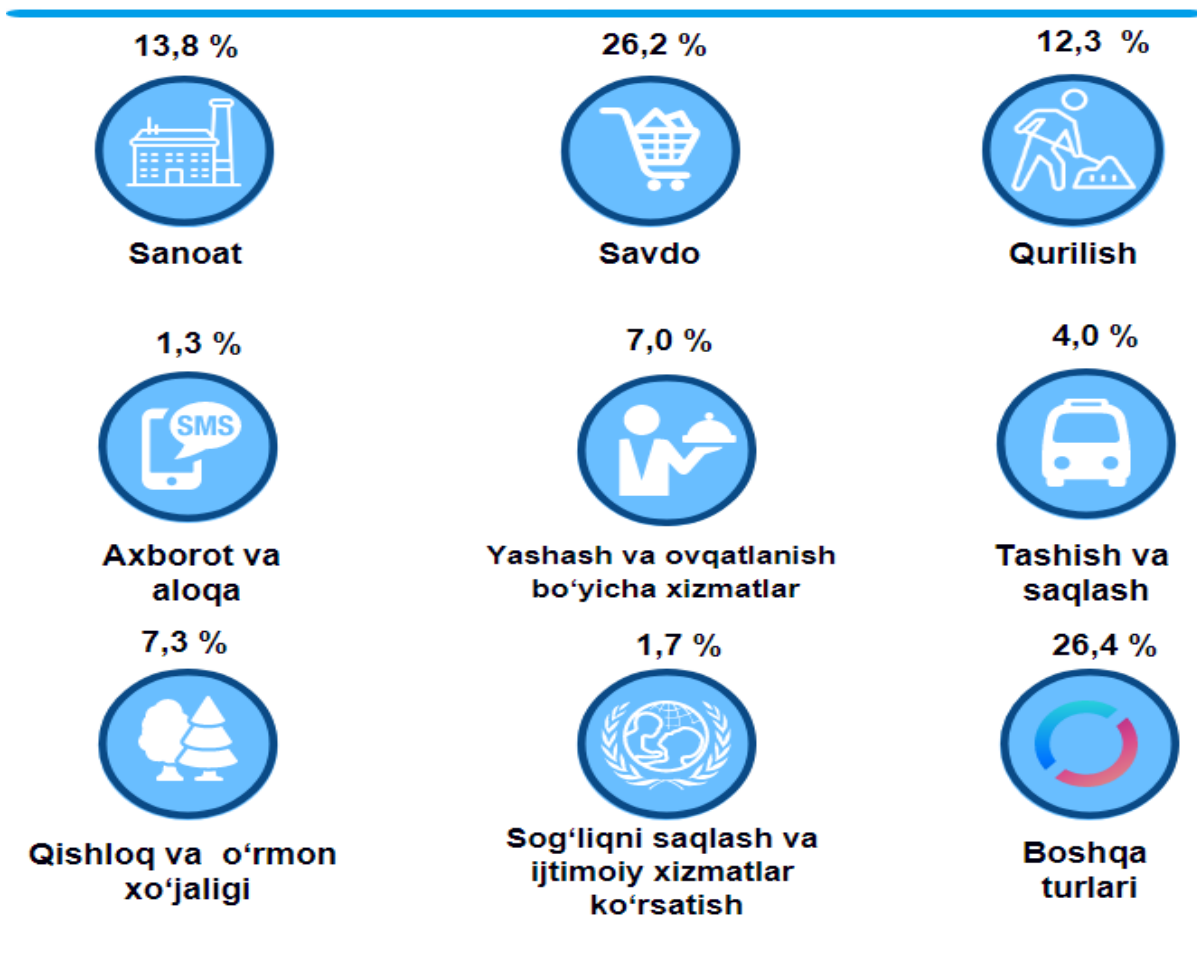 13,8 %
26,2 %
12,3 %
Sanoat
Savdo
Qurilish
1,3 %
7,0 %
4,0 %
SMS
Axborot va
aloqa
Yashash va ovqatlanish
bo‘yicha xizmatlar
Tashish va
saqlash
7,3 %
1,7 %
26,4 %
Qishloq va o‘rmon
xo‘jaligi
Sog‘liqni saqlash va
ijtimoiy xizmatlar
ko‘rsatish
Boshqa
turlari